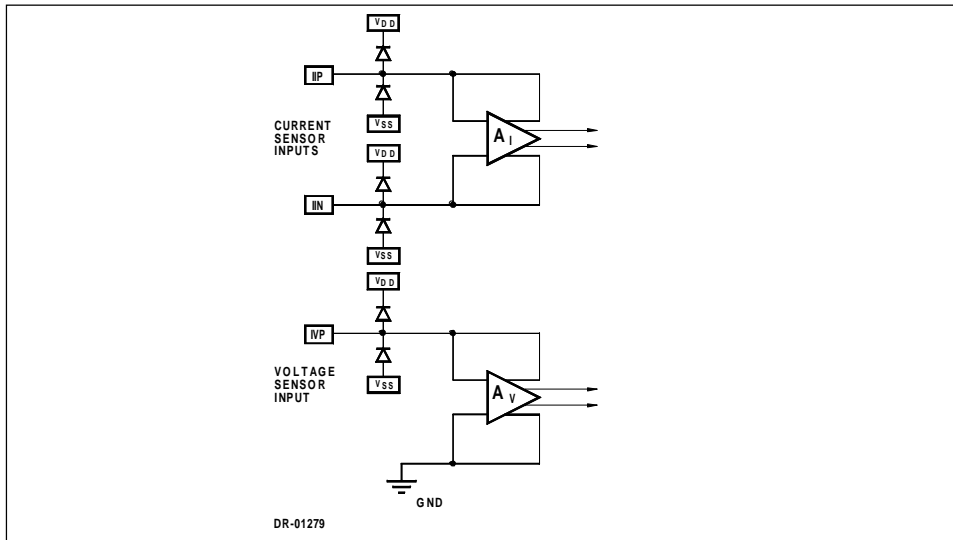 VDD
IIP
CURRENT
SENSOR
INPUTS
VSS
VDD
AI
IIN
VSS
VDD
IVP
VOLTAGE
SENSOR
INPUT
VSS
AV
GND
DR-01279